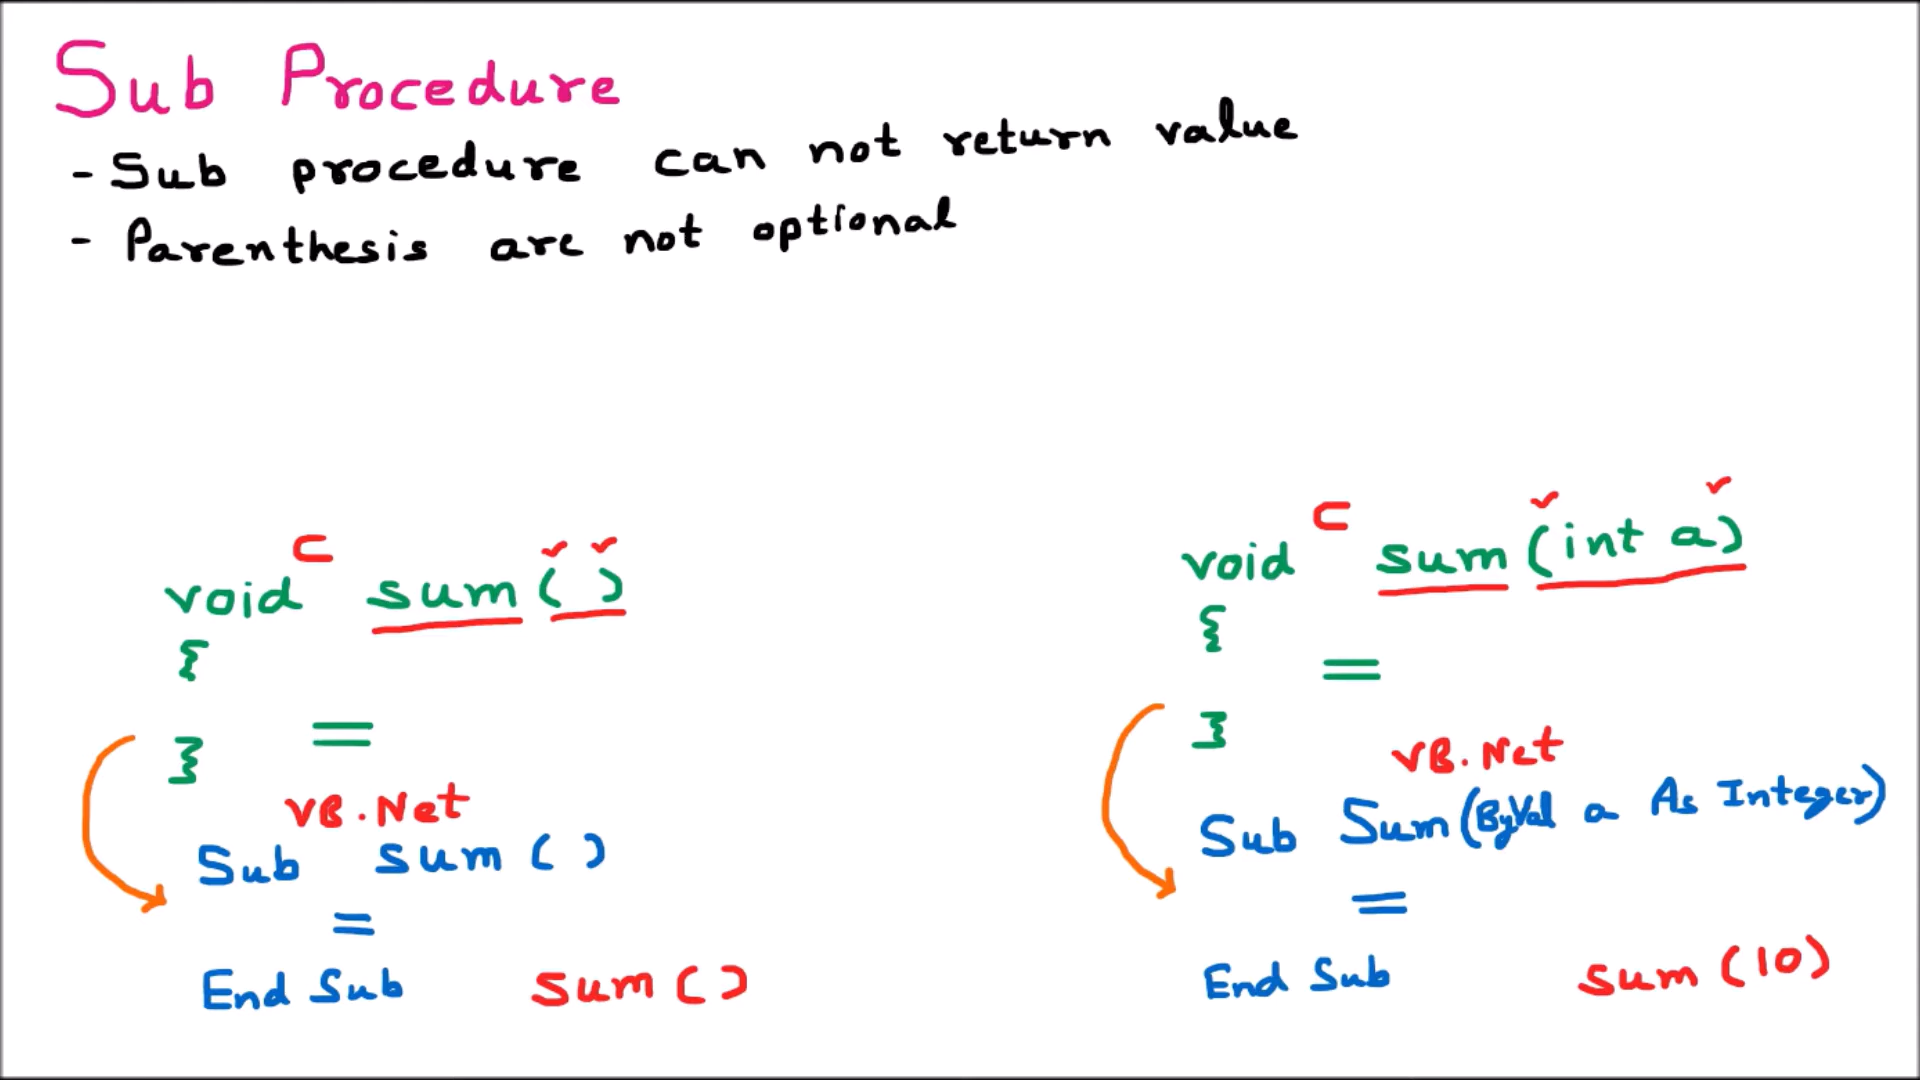 Sub Procedure
- Sub procedure can not return value
- Parenthesis are not optional
C
void sum ( )
{
=
}
VB.Net
Sub sum ( )
=
End Sub
sum ( )
C
void sum (int a)
{
=
}
VB.Net
Sub Sum (ByVal a As Integer)
=
End Sub
sum (10)